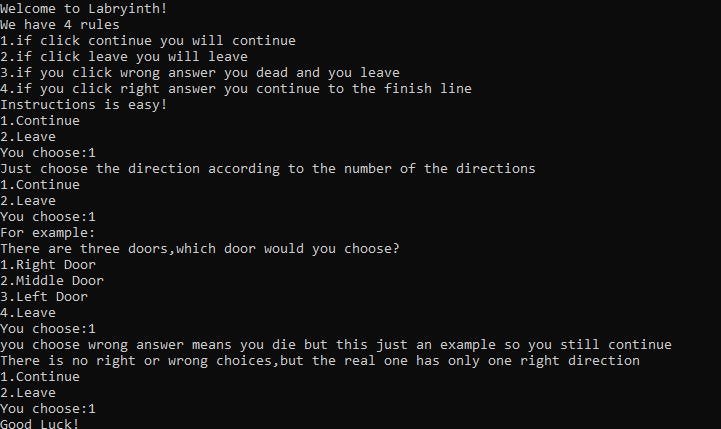 Welcome to Labryinth!
We have 4 rules
1.if click continue you will continue
2.if click leave you will leave
3.if you click wrong answer you dead and you leave
4.if you click right answer you continue to the finish line
Instructions is easy!
1.Continue
2.Leave
You choose:1
Just choose the direction according to the number of the directions
1.Continue
2.Leave
You choose:1
For example:
There are three doors,which door would you choose?
1.Right Door
2.Middle Door
3.Left Door
4.Leave
You choose:1
you choose wrong answer means you die but this just an example so you still continue
There is no right or wrong choices,but the real one has only one right direction
1.Continue
2.Leave
You choose:1
Good Luck!